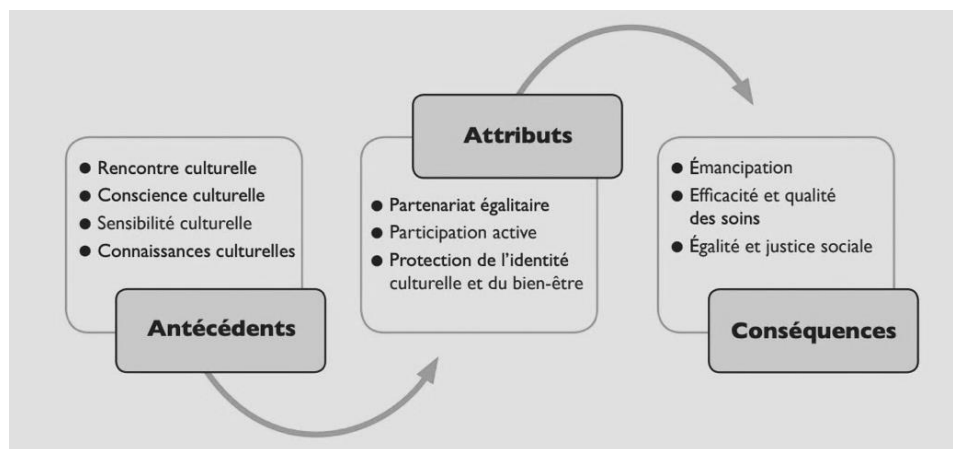 ● Rencontre culturelle
● Conscience culturelle
● Sensibilité culturelle
● Connaissances culturelles
Antécédents
Attributs
● Partenariat égalitaire
● Participation active
● Protection de l’identité
culturelle et du bien-être
● Émancipation
● Efficacité et qualité
des soins
● Égalité et justice sociale
Conséquences